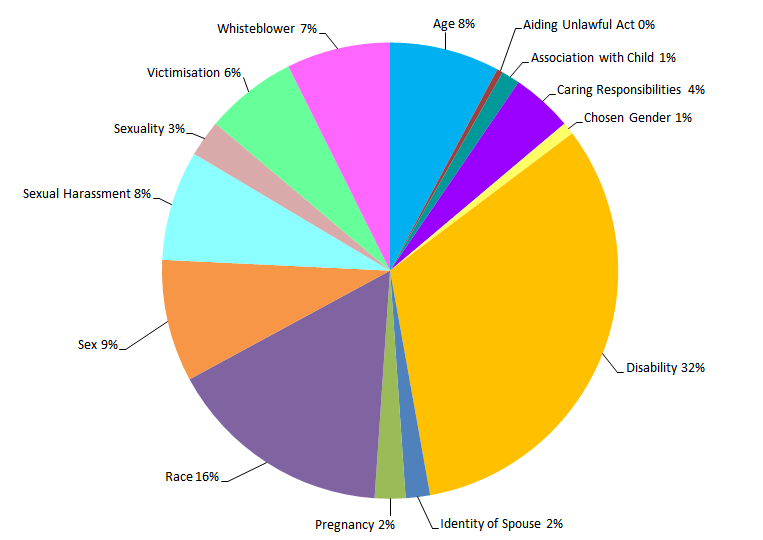 Age 8%
Aiding Unlawful Act 0%
Association with Child 1%
Caring Responsibilities 4%
Chosen Gender 1%
Disability 32%
Identity of Spouse 2%
Pregnancy 2%
Race 16%
Sex 9%
Sexual Harassment 8%
Sexuality 3%
Victimisation 6%
Whisteblower 7%